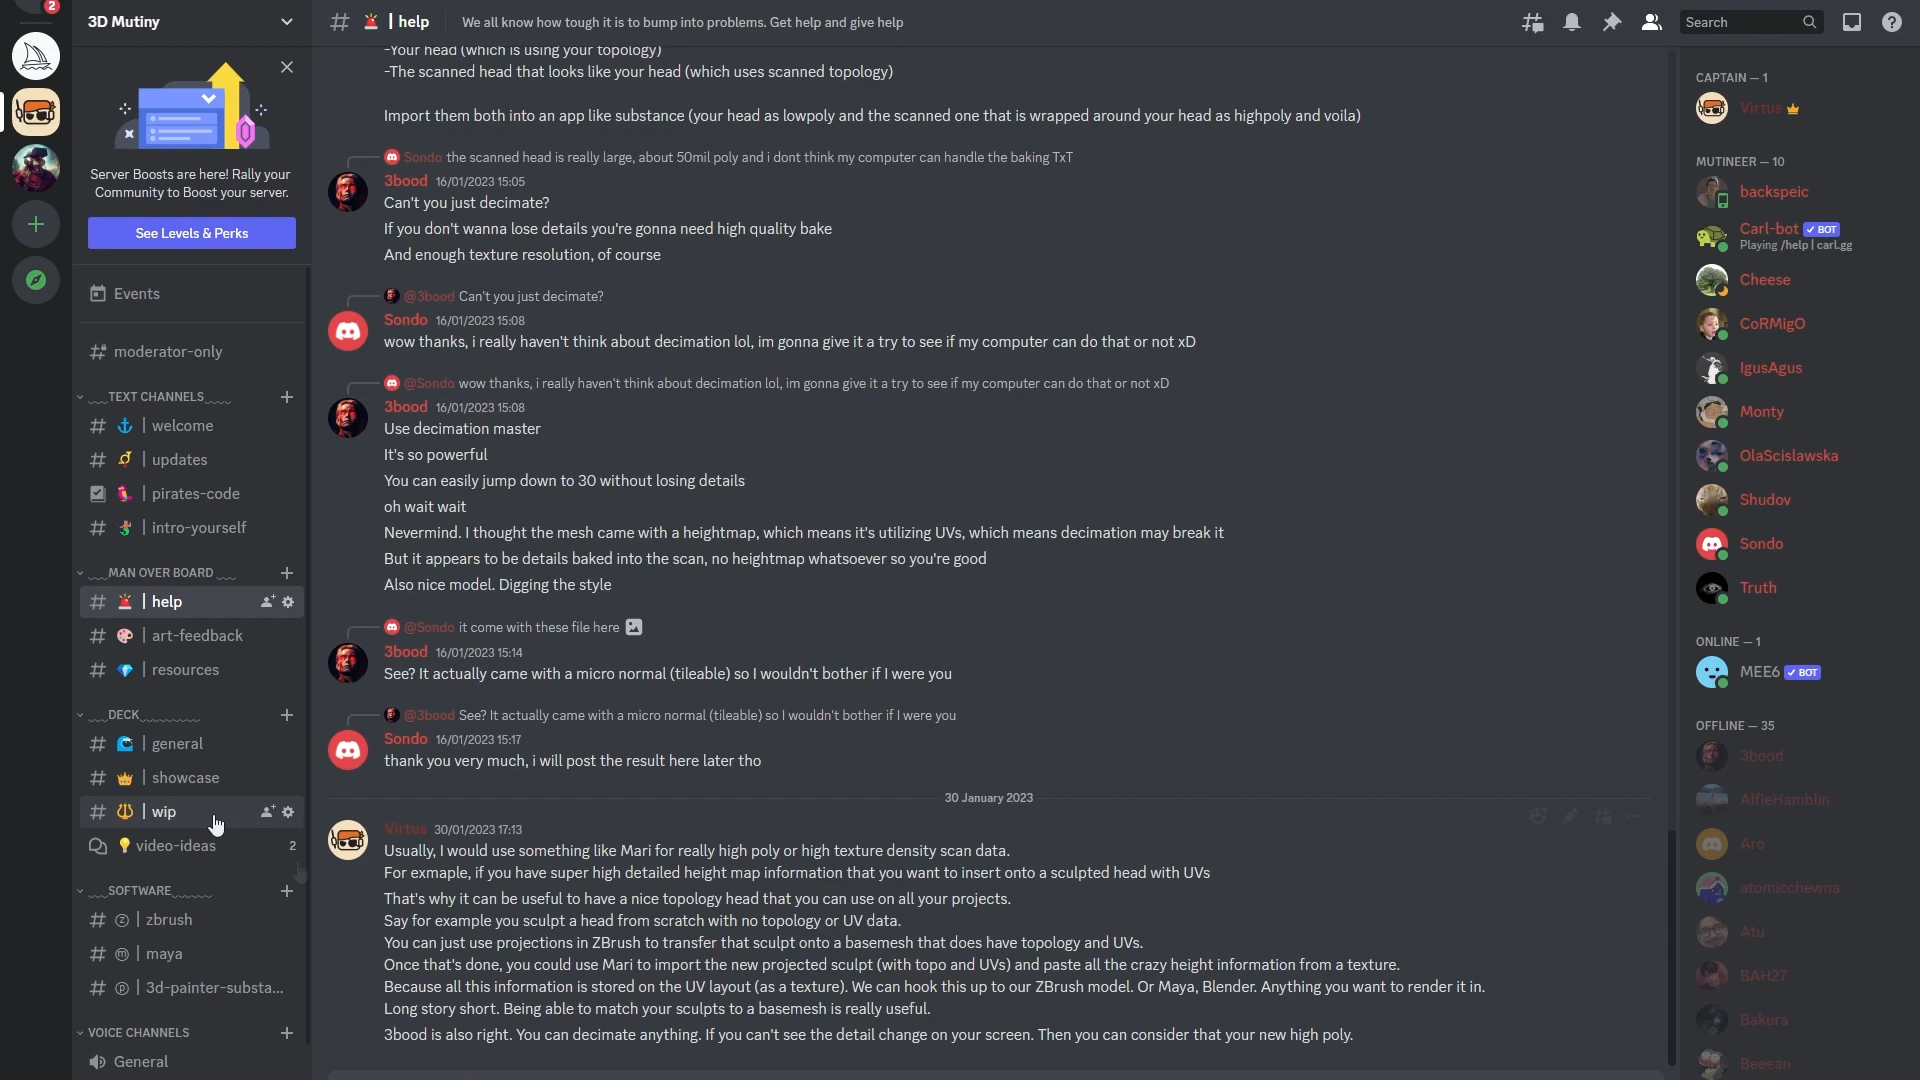 2
3D Mutiny
Server Boosts are here! Rally your
Community to Boost your server.
See Levels & Perks
Events
moderator-only
﹏TEXT CHANNELS﹏
| welcome
| updates
| pirates-code
| intro-yourself
﹏MAN OVER BOARD﹏
| help
| art-feedback
| resources
﹏DECK﹏
| general
| showcase
| wip
video-ideas 2
﹏SOFTWARE﹏
ⓩ | zbrush
ⓜ | maya
ⓟ | 3d-painter-substa...
VOICE CHANNELS
General
# | help We all know how tough it is to bump into problems. Get help and give help
Search
-Your head (which is using your topology)
-The scanned head that looks like your head (which uses scanned topology)
Import them both into an app like substance (your head as lowpoly and the scanned one that is wrapped around your head as highpoly and voila)
Sondo the scanned head is really large, about 50mil poly and i dont think my computer can handle the baking TxT
3bood 16/01/2023 15:05
Can't you just decimate?
If you don't wanna lose details you're gonna need high quality bake
And enough texture resolution, of course
@3bood Can't you just decimate?
Sondo 16/01/2023 15:08
wow thanks, i really haven't think about decimation lol, im gonna give it a try to see if my computer can do that or not xD
@Sondo wow thanks, i really haven't think about decimation lol, im gonna give it a try to see if my computer can do that or not xD
3bood 16/01/2023 15:08
Use decimation master
It's so powerful
You can easily jump down to 30 without losing details
oh wait wait
Nevermind. I thought the mesh came with a heightmap, which means it's utilizing UVs, which means decimation may break it
But it appears to be details baked into the scan, no heightmap whatsoever so you're good
Also nice model. Digging the style
@Sondo it come with these file here
3bood 16/01/2023 15:14
See? It actually came with a micro normal (tileable) so I wouldn't bother if I were you
@3bood See? It actually came with a micro normal (tileable) so I wouldn't bother if I were you
Sondo 16/01/2023 15:17
thank you very much, i will post the result here later tho
30 January 2023
Virtus 30/01/2023 17:13
Usually, I would use something like Mari for really high poly or high texture density scan data.
For exmaple, if you have super high detailed height map information that you want to insert onto a sculpted head with UVs
That's why it can be useful to have a nice topology head that you can use on all your projects.
Say for example you sculpt a head from scratch with no topology or UV data.
You can just use projections in ZBrush to transfer that sculpt onto a basemesh that does have topology and UVs.
Once that's done, you could use Mari to import the new projected sculpt (with topo and UVs) and paste all the crazy height information from a texture.
Because all this information is stored on the UV layout (as a texture). We can hook this up to our ZBrush model. Or Maya, Blender. Anything you want to render it in.
Long story short. Being able to match your sculpts to a basemesh is really useful.
3bood is also right. You can decimate anything. If you can't see the detail change on your screen. Then you can consider that your new high poly.
CAPTAIN — 1
Virtus
MUTINEER — 10
backspeic
Carl-bot ✓ BOT
Playing /help | carl.gg
Cheese
CoRMigO
IgusAgus
Monty
OlaScislawska
Shudov
Sondo
Truth
ONLINE — 1
MEE6 ✓ BOT
OFFLINE — 35
3bood
AlfieHamblin
Aro
atomicchewna
Atu
BAH27
Bakura
Beeean